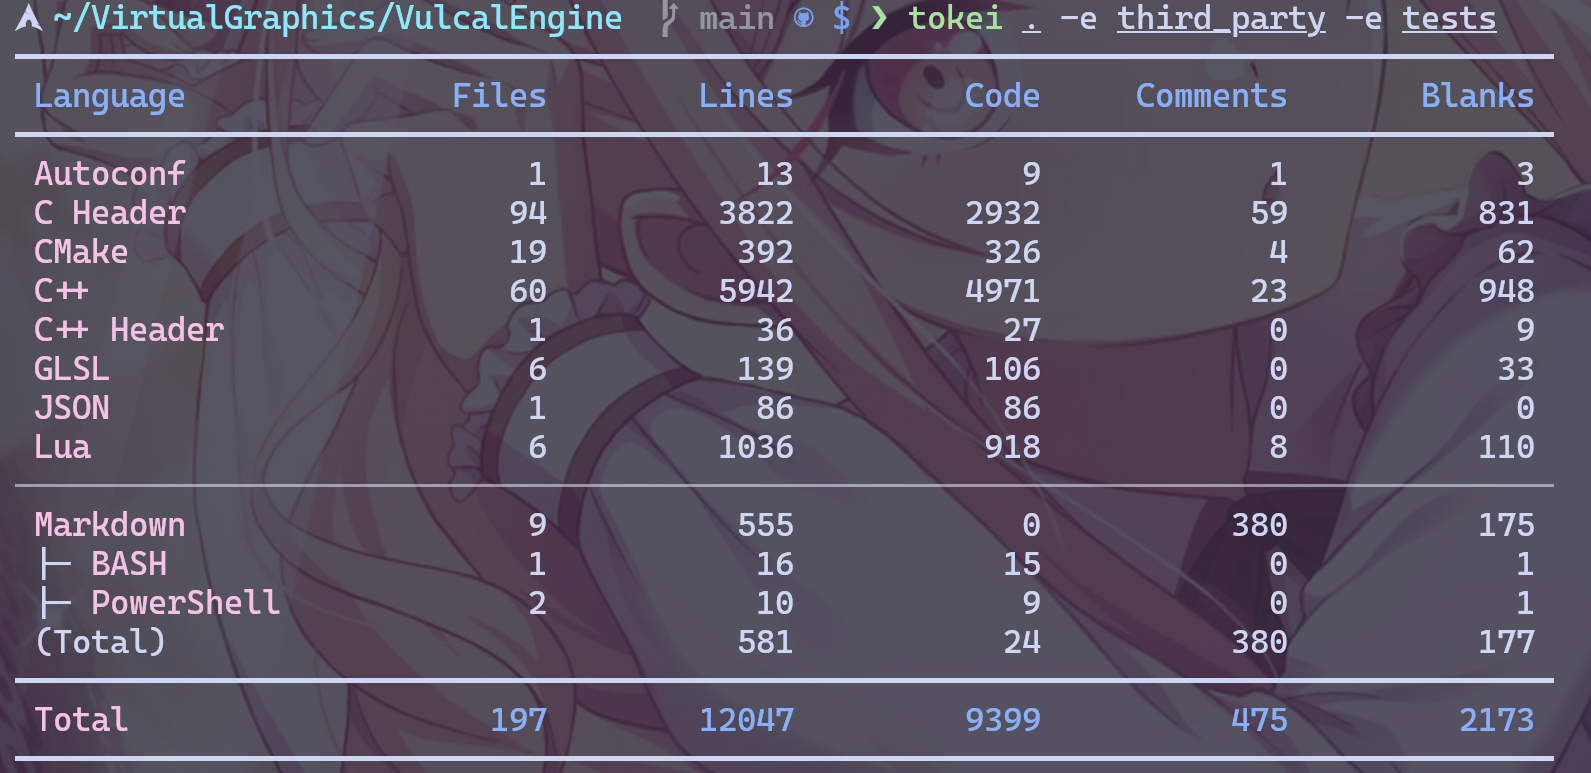 ~/VirtualGraphics/VulcalEngine main $ ❯ tokei . -e third_party -e tests
Language Files Lines Code Comments Blanks
Autoconf 1 13 9 1 3
C Header 94 3822 2932 59 831
CMake 19 392 326 4 62
C++ 60 5942 4971 23 948
C++ Header 1 36 27 0 9
GLSL 6 139 106 0 33
JSON 1 86 86 0 0
Lua 6 1036 918 8 110
Markdown 9 555 0 380 175
├─ BASH 1 16 15 0 1
├─ PowerShell 2 10 9 0 1
(Total) 581 24 380 177
Total 197 12047 9399 475 2173